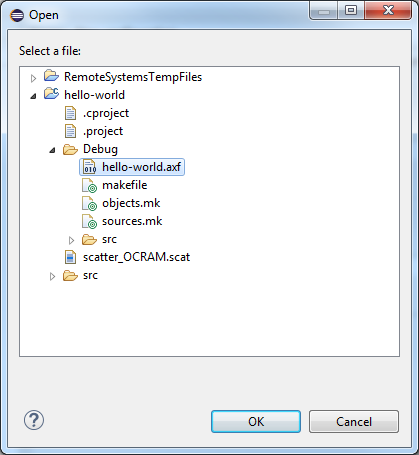 Open
Select a file:
RemoteSystemsTempFiles
hello-world
.cproject
.project
Debug
hello-world.axf
makefile
objects.mk
sources.mk
src
scatter_OCRAM.scat
src
?
OK
Cancel